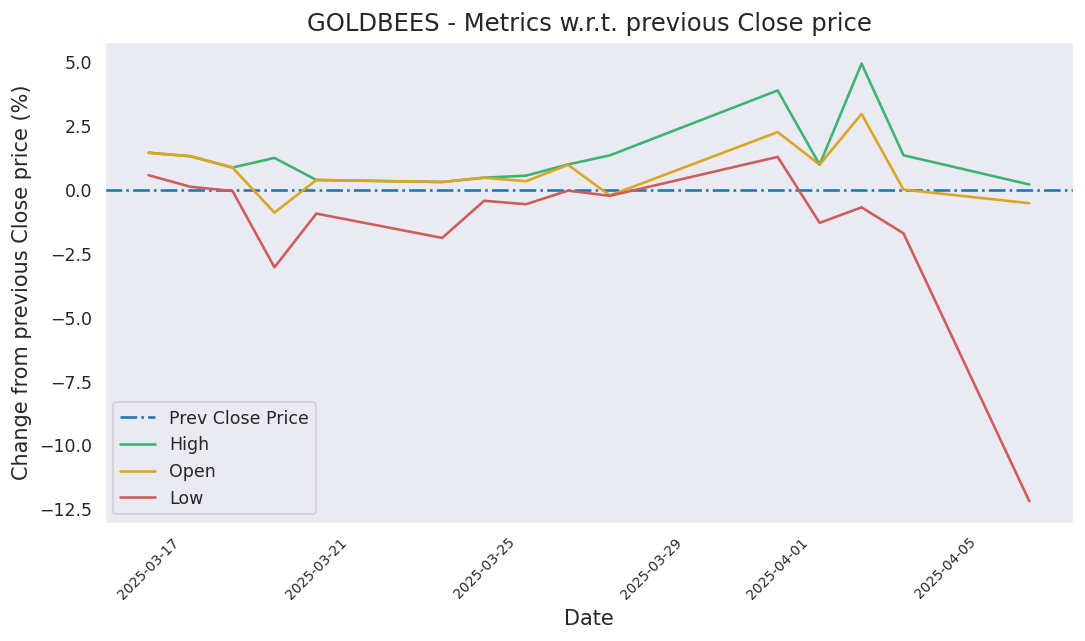 GOLDBEES - Metrics w.r.t. previous Close price
Change from previous Close price (%)
5.0
2.5
0.0
−2.5
−5.0
−7.5
−10.0
−12.5
Prev Close Price
High
Open
Low
2025-03-17
2025-03-21
2025-03-25
2025-03-29
2025-04-01
2025-04-05
Date